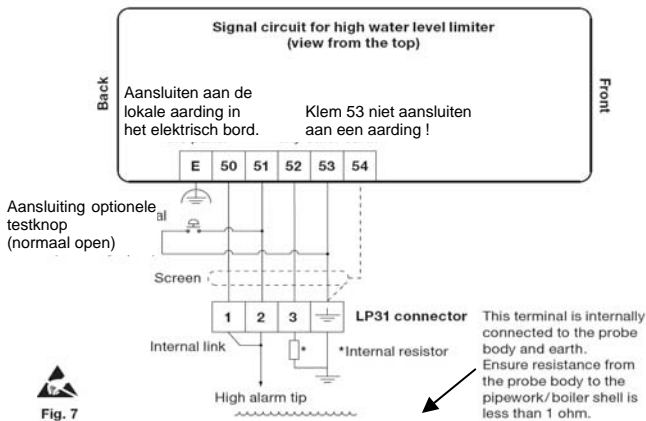 Signal circuit for high water level limiter
(view from the top)
Back
Front
Aansluiten aan de
lokale aarding in
het elektrisch bord.
Klem 53 niet aansluiten
aan een aarding !
E 50 51 52 53 54
Aansluiting optionele
testknop
(normaal open)
al
Screen
1 2 3
LP31 connector
Internal link
*
*Internal resistor
High alarm tip
This terminal is internally
connected to the probe
body and earth.
Ensure resistance from
the probe body to the
pipework/boiler shell is
less than 1 ohm.
Fig. 7